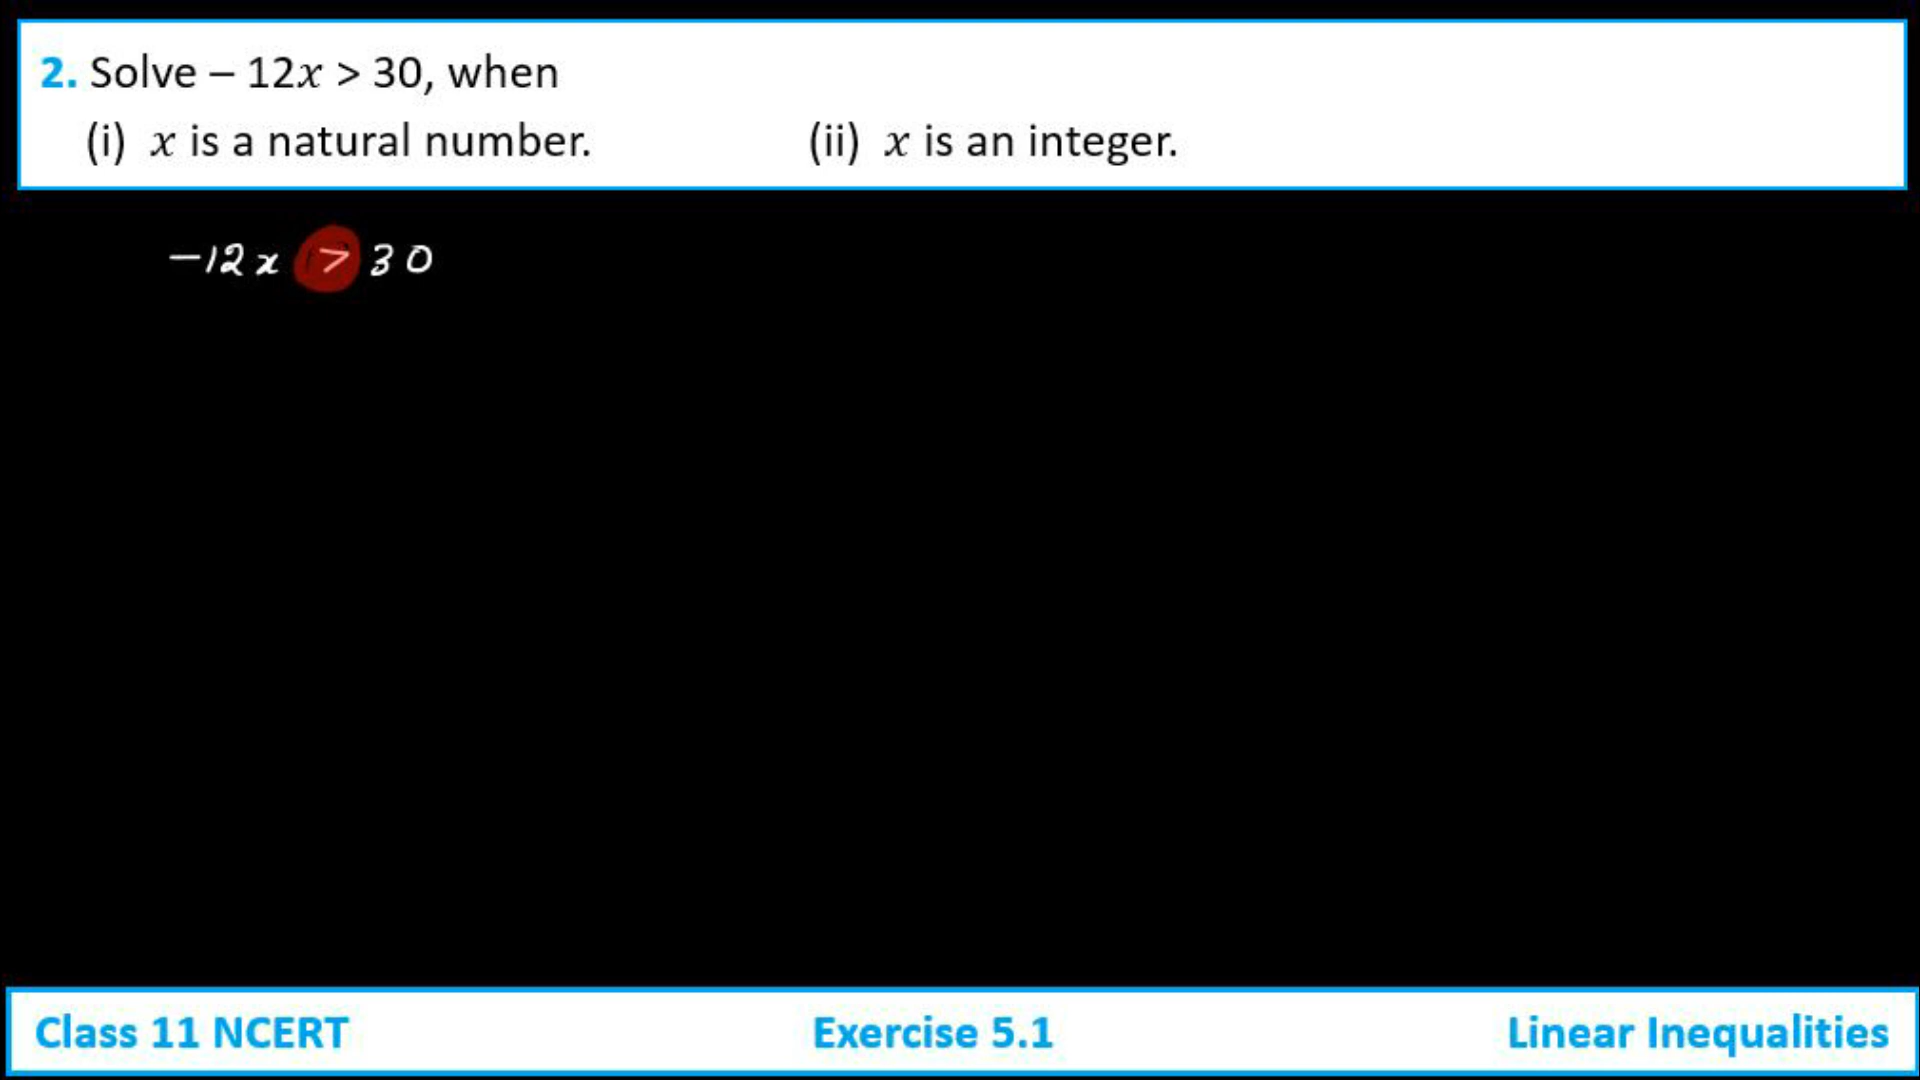 2. Solve – 12x > 30, when
(i) x is a natural number. (ii) x is an integer.
−12x > 30
Class 11 NCERT Exercise 5.1 Linear Inequalities